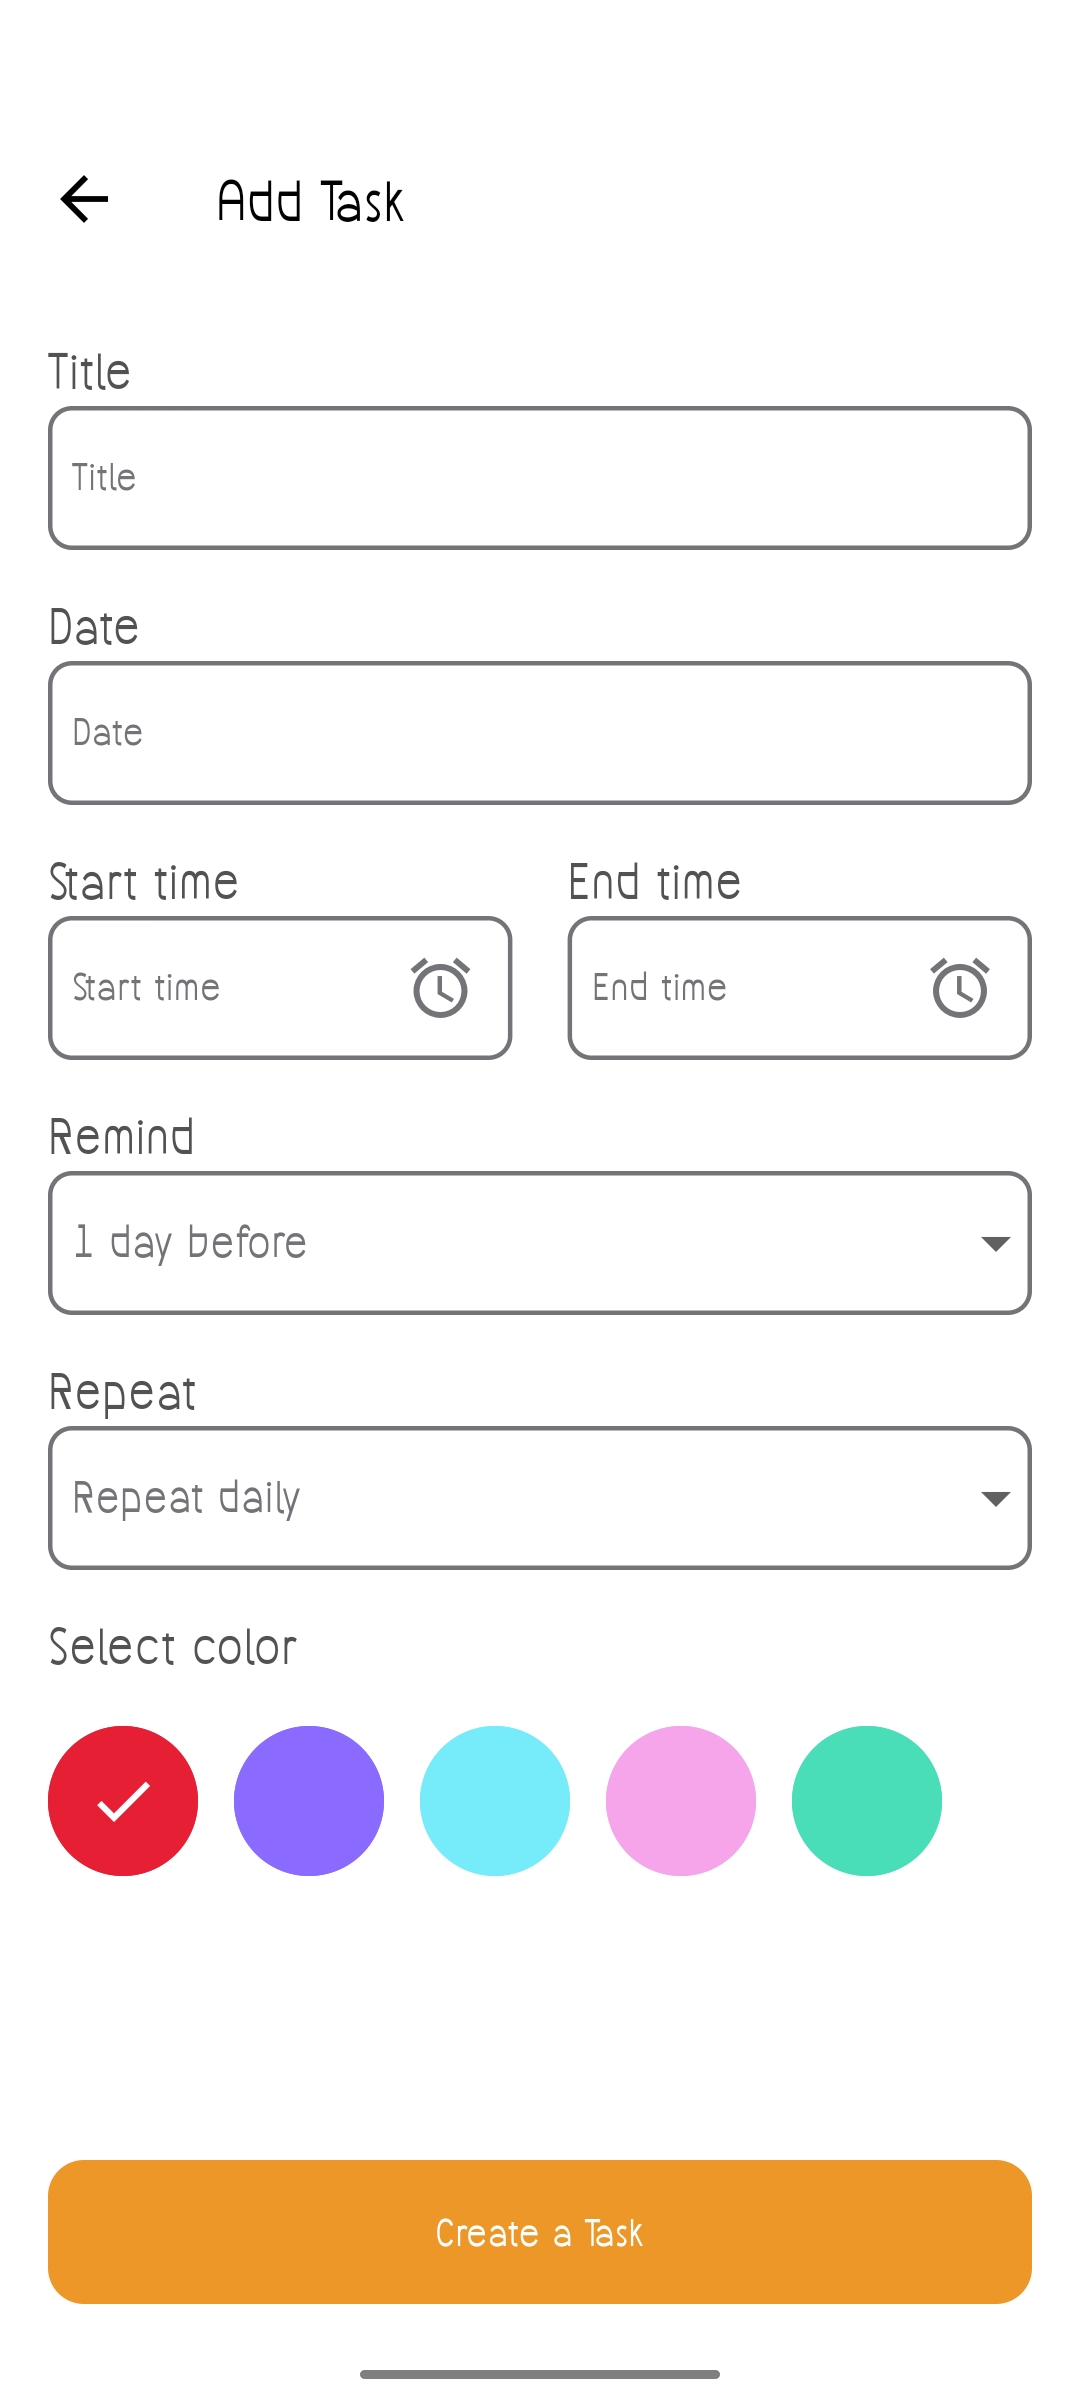 Add Task
Title
Title
Date
Date
Start time End time
Start time End time
Remind
1 day before
Repeat
Repeat daily
Select color
Create a Task